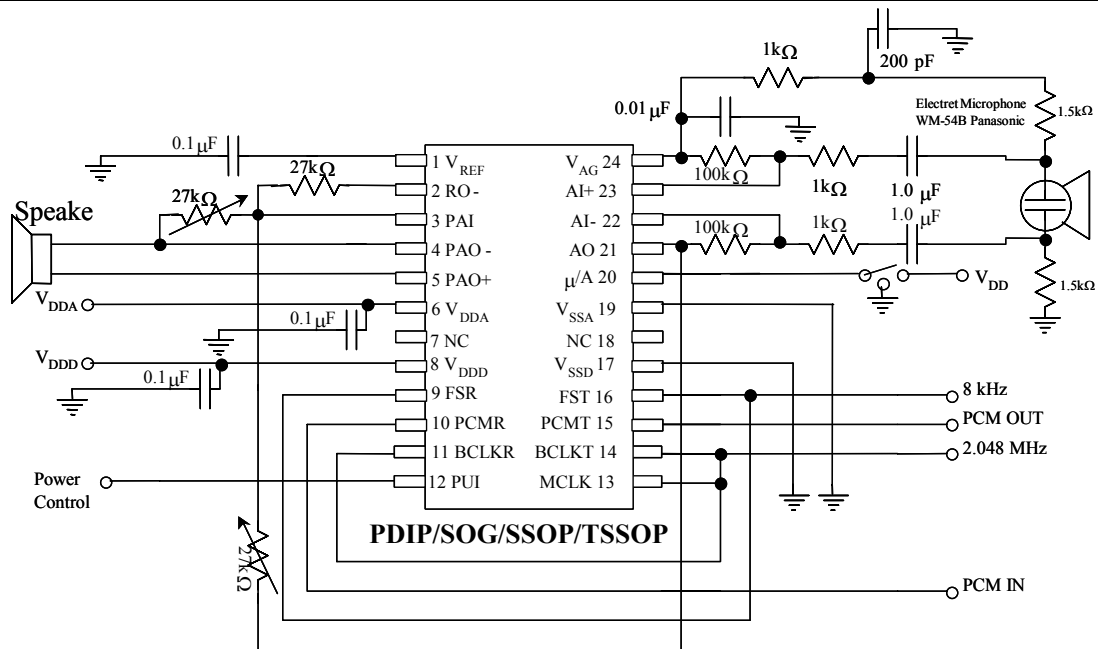 1kΩ
200 pF
0.01 µF
Electret Microphone
WM-54B Panasonic
1.5kΩ
0.1 µF
27kΩ
27kΩ
Speake
1 VREF
2 RO -
3 PAI
4 PAO -
5 PAO+
6 VDDA
7 NC
8 VDDD
9 FSR
10 PCMR
11 BCLKR
12 PUI
VAG 24
AI+ 23
AI- 22
AO 21
µ/A 20
VSSA 19
NC 18
VSSD 17
FST 16
PCMT 15
BCLKT 14
MCLK 13
100kΩ
1kΩ
1.0 µF
1.0 µF
100kΩ
1kΩ
VDD
1.5kΩ
VDDA
0.1 µF
VDDD
0.1 µF
8 kHz
PCM OUT
2.048 MHz
Power
Control
PDIP/SOG/SSOP/TSSOP
27kΩ
PCM IN